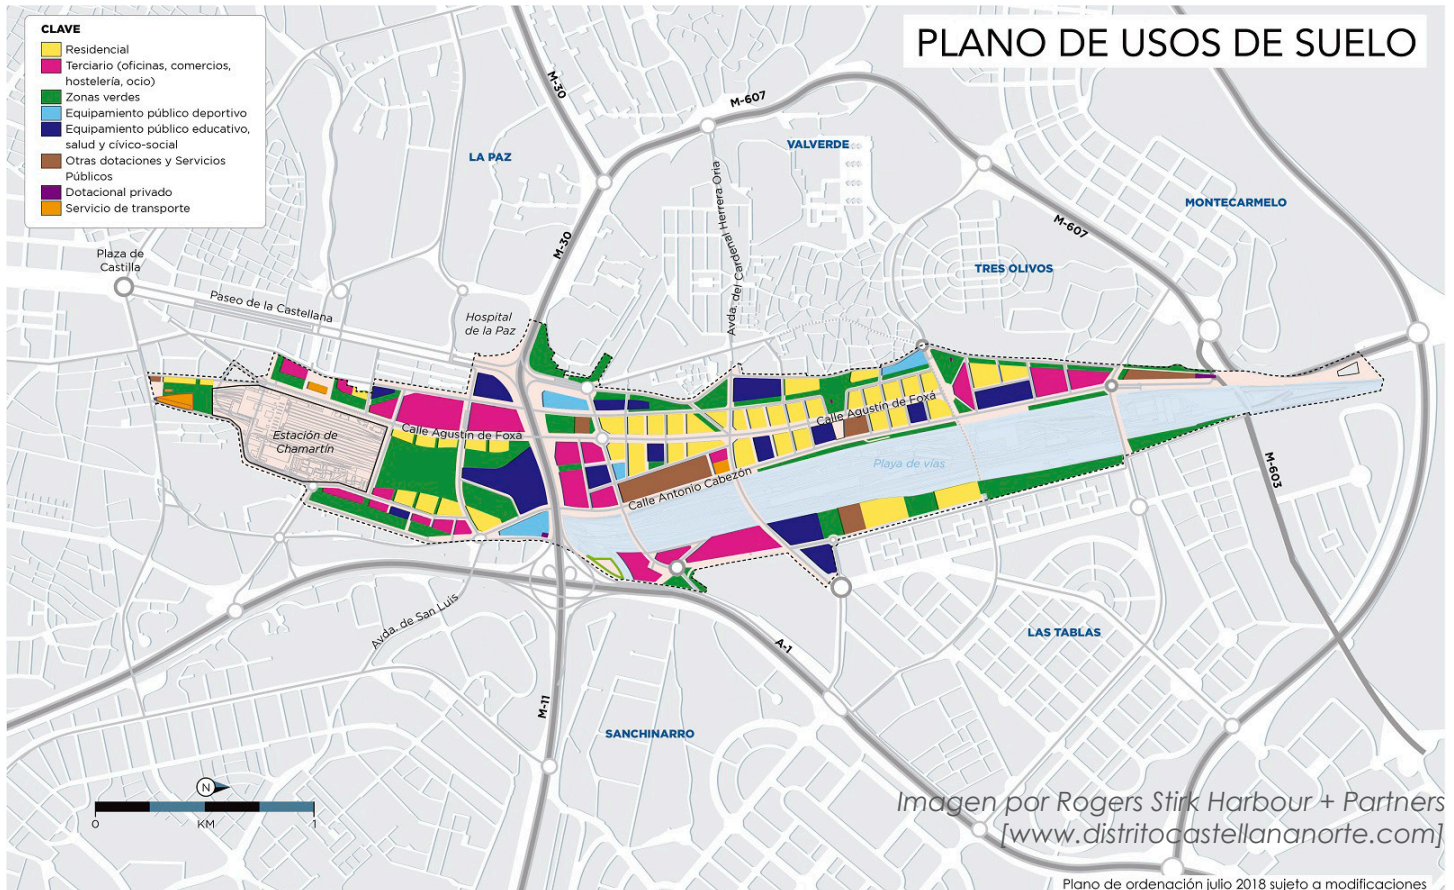 PLANO DE USOS DE SUELO
CLAVE
Residencial
Terciario (oficinas, comercios,
hostelería, ocio)
Zonas verdes
Equipamiento público deportivo
Equipamiento público educativo,
salud y cívico-social
Otras dotaciones y Servicios
Públicos
Dotacional privado
Servicio de transporte
M-30
M-607
LA PAZ
VALVERDE
Avda. del Cardenal Herrera Oria
MONTECARMELO
M-607
Plaza de
Castilla
M-30
TRES OLIVOS
Paseo de la Castellana
Hospital
de la Paz
Calle Agustín de Foxá
Calle Agustín de Foxá
Estación de
Chamartín
Playa de vías
M-603
Calle Antonio Cabezón
Avda. de San Luis
LAS TABLAS
A-1
M-11
SANCHINARRO
N
0
KM
1
Imagen por Rogers Stirk Harbour + Partners
[www.distritocastellananorte.com]
Plano de ordenación julio 2018 sujeto a modificaciones